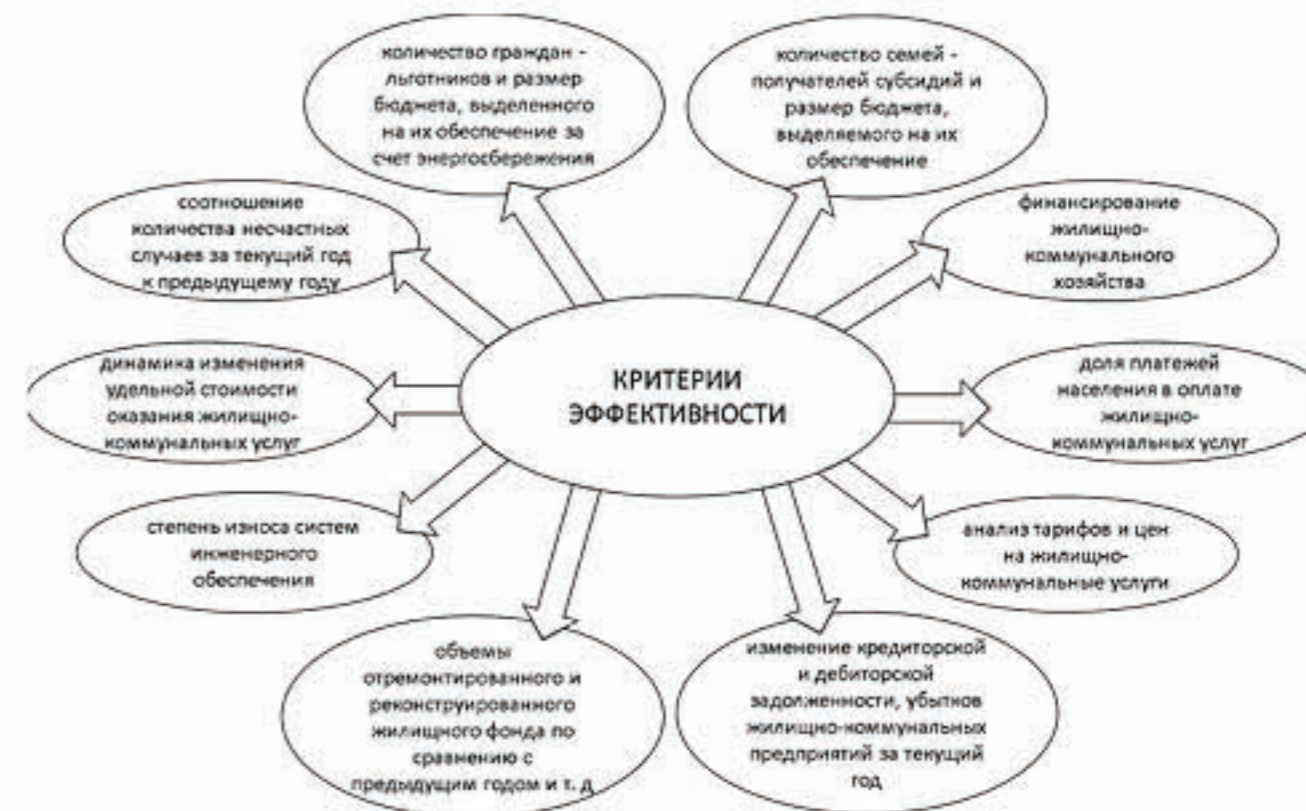 количество граждан -
льготников и размер
бюджета, выделенного
на их обеспечение за
счет энергосбережения
количество семей -
получателей субсидий и
размер бюджета,
выделяемого на их
обеспечение
соотношение
количества несчастных
случаев за текущий год
к предыдущему году
финансирование
жилищно-
коммунального
хозяйства
динамика изменения
удельной стоимости
оказания жилищно-
коммунальных услуг
КРИТЕРИИ
ЭФФЕКТИВНОСТИ
доля платежей
населения в оплате
жилищно-
коммунальных услуг
степень износа систем
инженерного
обеспечения
анализ тарифов и цен
на жилищно-
коммунальные услуги
объемы
отремонтированного и
реконструированного
жилищного фонда по
сравнению с
предыдущим годом и т. д
изменение кредиторской
и дебиторской
задолженности, убытков
жилищно-коммунальных
предприятий за текущий
год